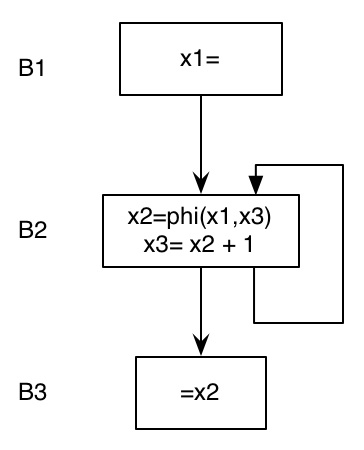 B1
x1=
B2
x2=phi(x1,x3)
x3= x2 + 1
B3
=x2